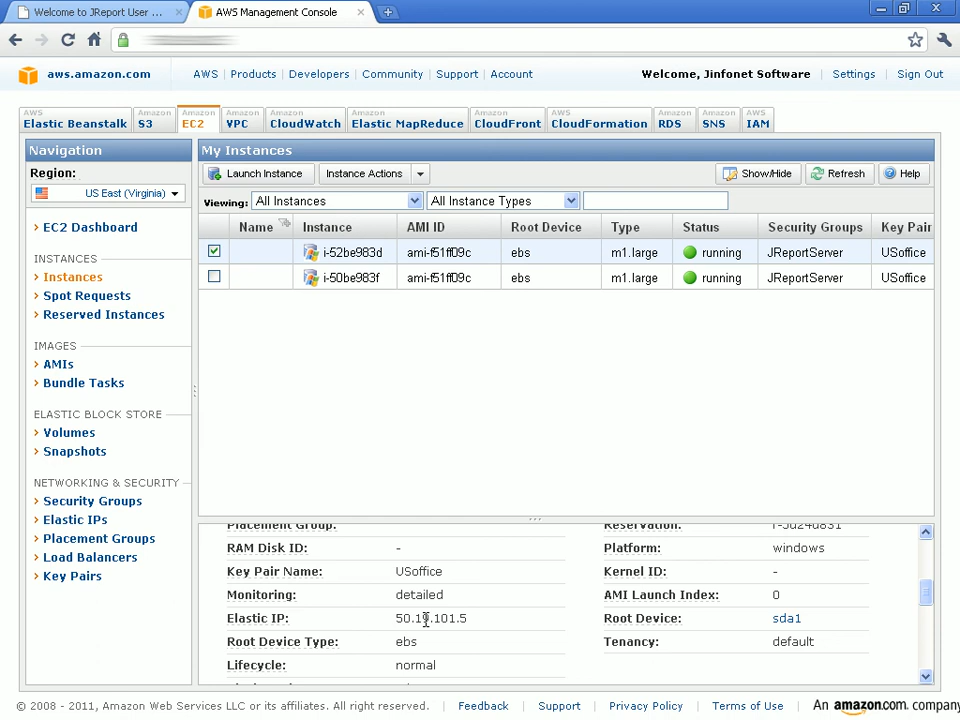 Welcome to JReport User ...
AWS Management Console
aws.amazon.com
AWS Products Developers Community Support Account
Welcome, Jinfonet Software Settings Sign Out
AWS Elastic Beanstalk
Amazon S3
Amazon EC2
Amazon VPC
Amazon CloudWatch
Amazon Elastic MapReduce
Amazon CloudFront
AWS CloudFormation
Amazon RDS
Amazon SNS
AWS IAM
Navigation
Region:
US East (Virginia)
EC2 Dashboard
INSTANCES
Instances
Spot Requests
Reserved Instances
IMAGES
AMIs
Bundle Tasks
ELASTIC BLOCK STORE
Volumes
Snapshots
NETWORKING & SECURITY
Security Groups
Elastic IPs
Placement Groups
Load Balancers
Key Pairs
My Instances
Launch Instance Instance Actions Show/Hide Refresh Help
Viewing: All Instances All Instance Types
Name Instance AMI ID Root Device Type Status Security Groups Key Pair
i-52be983d ami-f51ff09c ebs m1.large running JReportServer USoffice
i-50be983f ami-f51ff09c ebs m1.large running JReportServer USoffice
Placement Group: Reservation:
RAM Disk ID: - Platform: windows
Key Pair Name: USoffice Kernel ID: -
Monitoring: detailed AMI Launch Index: 0
Elastic IP: Root Device: sda1
Root Device Type: ebs Tenancy: default
Lifecycle: normal
© 2008 - 2011, Amazon Web Services LLC or its affiliates. All right reserved. Feedback Support Privacy Policy Terms of Use An amazon.com. company